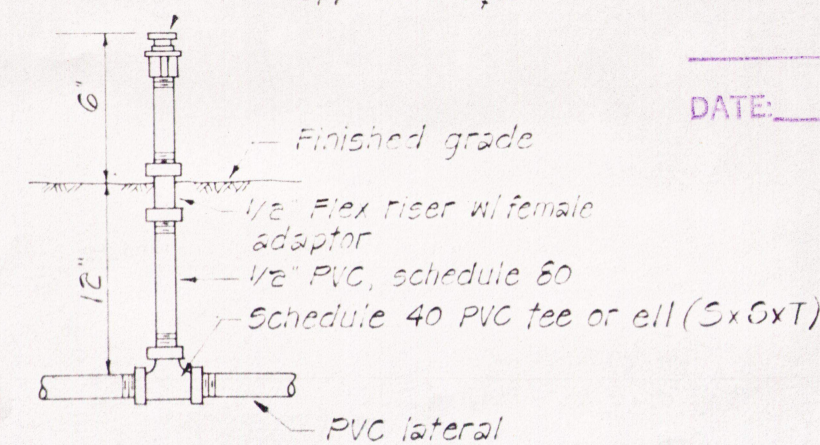 DATE:
6"
Finished grade
1/2" Flex riser w/female
adaptor
1/2" PVC, schedule 80
12"
Schedule 40 PVC tee or ell (SxSxT)
PVC lateral